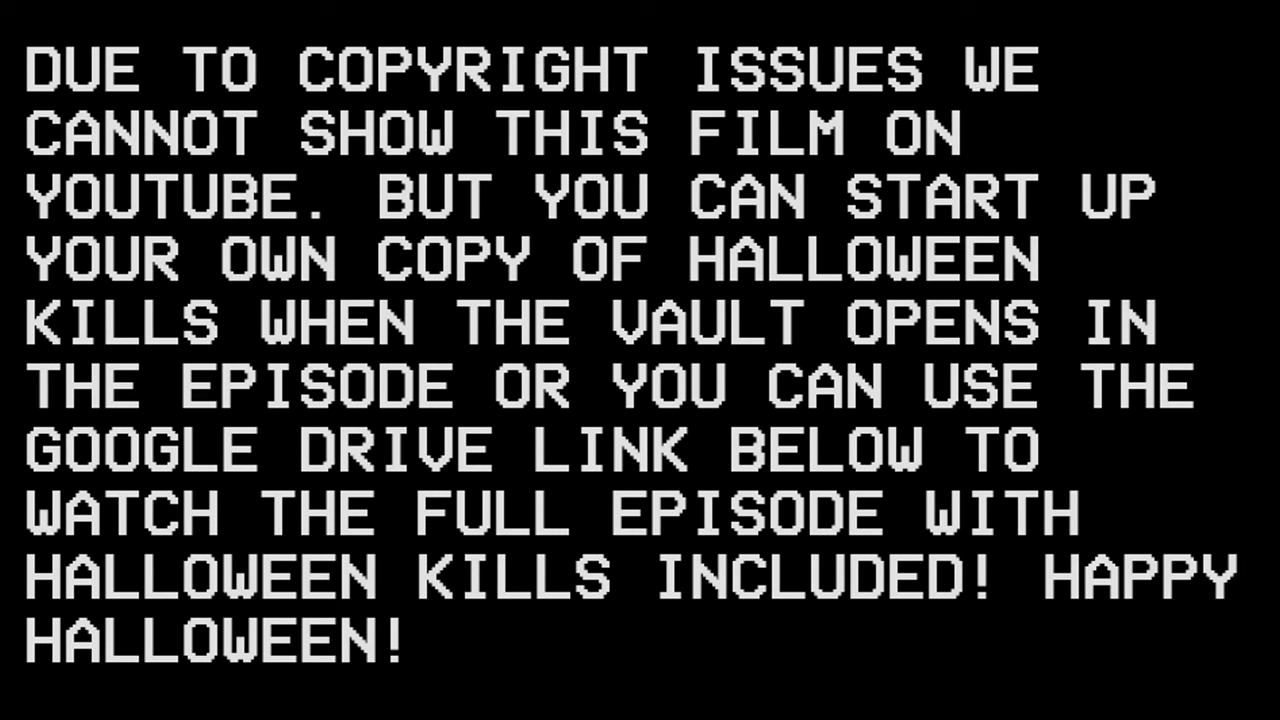 DUE TO COPYRIGHT ISSUES WE
CANNOT SHOW THIS FILM ON
YOUTUBE. BUT YOU CAN START UP
YOUR OWN COPY OF HALLOWEEN
KILLS WHEN THE VAULT OPENS IN
THE EPISODE OR YOU CAN USE THE
GOOGLE DRIVE LINK BELOW TO
WATCH THE FULL EPISODE WITH
HALLOWEEN KILLS INCLUDED! HAPPY
HALLOWEEN!